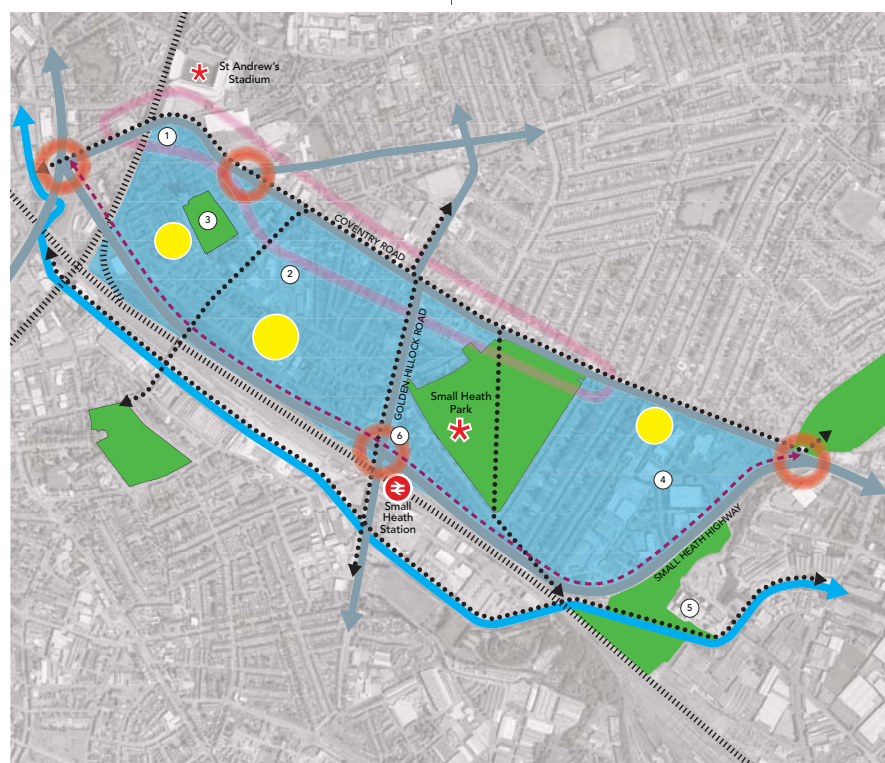 St Andrew's
Stadium
1
3
COVENTRY ROAD
2
GOLDEN HILLOCK ROAD
Small Heath
Park
6
4
Small
Heath
Station
SMALL HEATH HIGHWAY
5